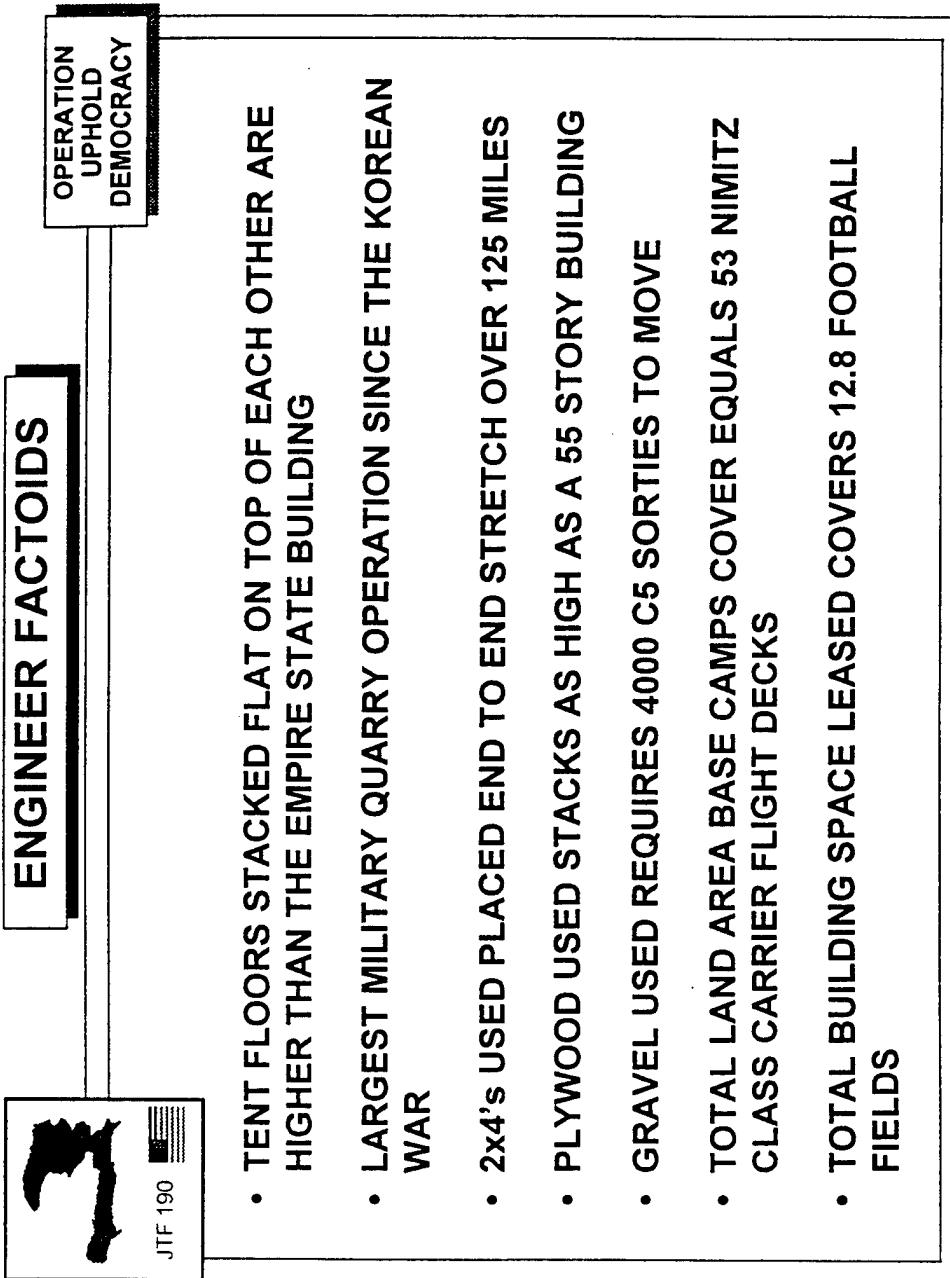 JTF 190
ENGINEER FACTOIDS
OPERATION
UPHOLD
DEMOCRACY
• TENT FLOORS STACKED FLAT ON TOP OF EACH OTHER ARE
HIGHER THAN THE EMPIRE STATE BUILDING
• LARGEST MILITARY QUARRY OPERATION SINCE THE KOREAN
WAR
• 2x4's USED PLACED END TO END STRETCH OVER 125 MILES
• PLYWOOD USED STACKS AS HIGH AS A 55 STORY BUILDING
• GRAVEL USED REQUIRES 4000 C5 SORTIES TO MOVE
• TOTAL LAND AREA BASE CAMPS COVER EQUALS 53 NIMITZ
CLASS CARRIER FLIGHT DECKS
• TOTAL BUILDING SPACE LEASED COVERS 12.8 FOOTBALL
FIELDS